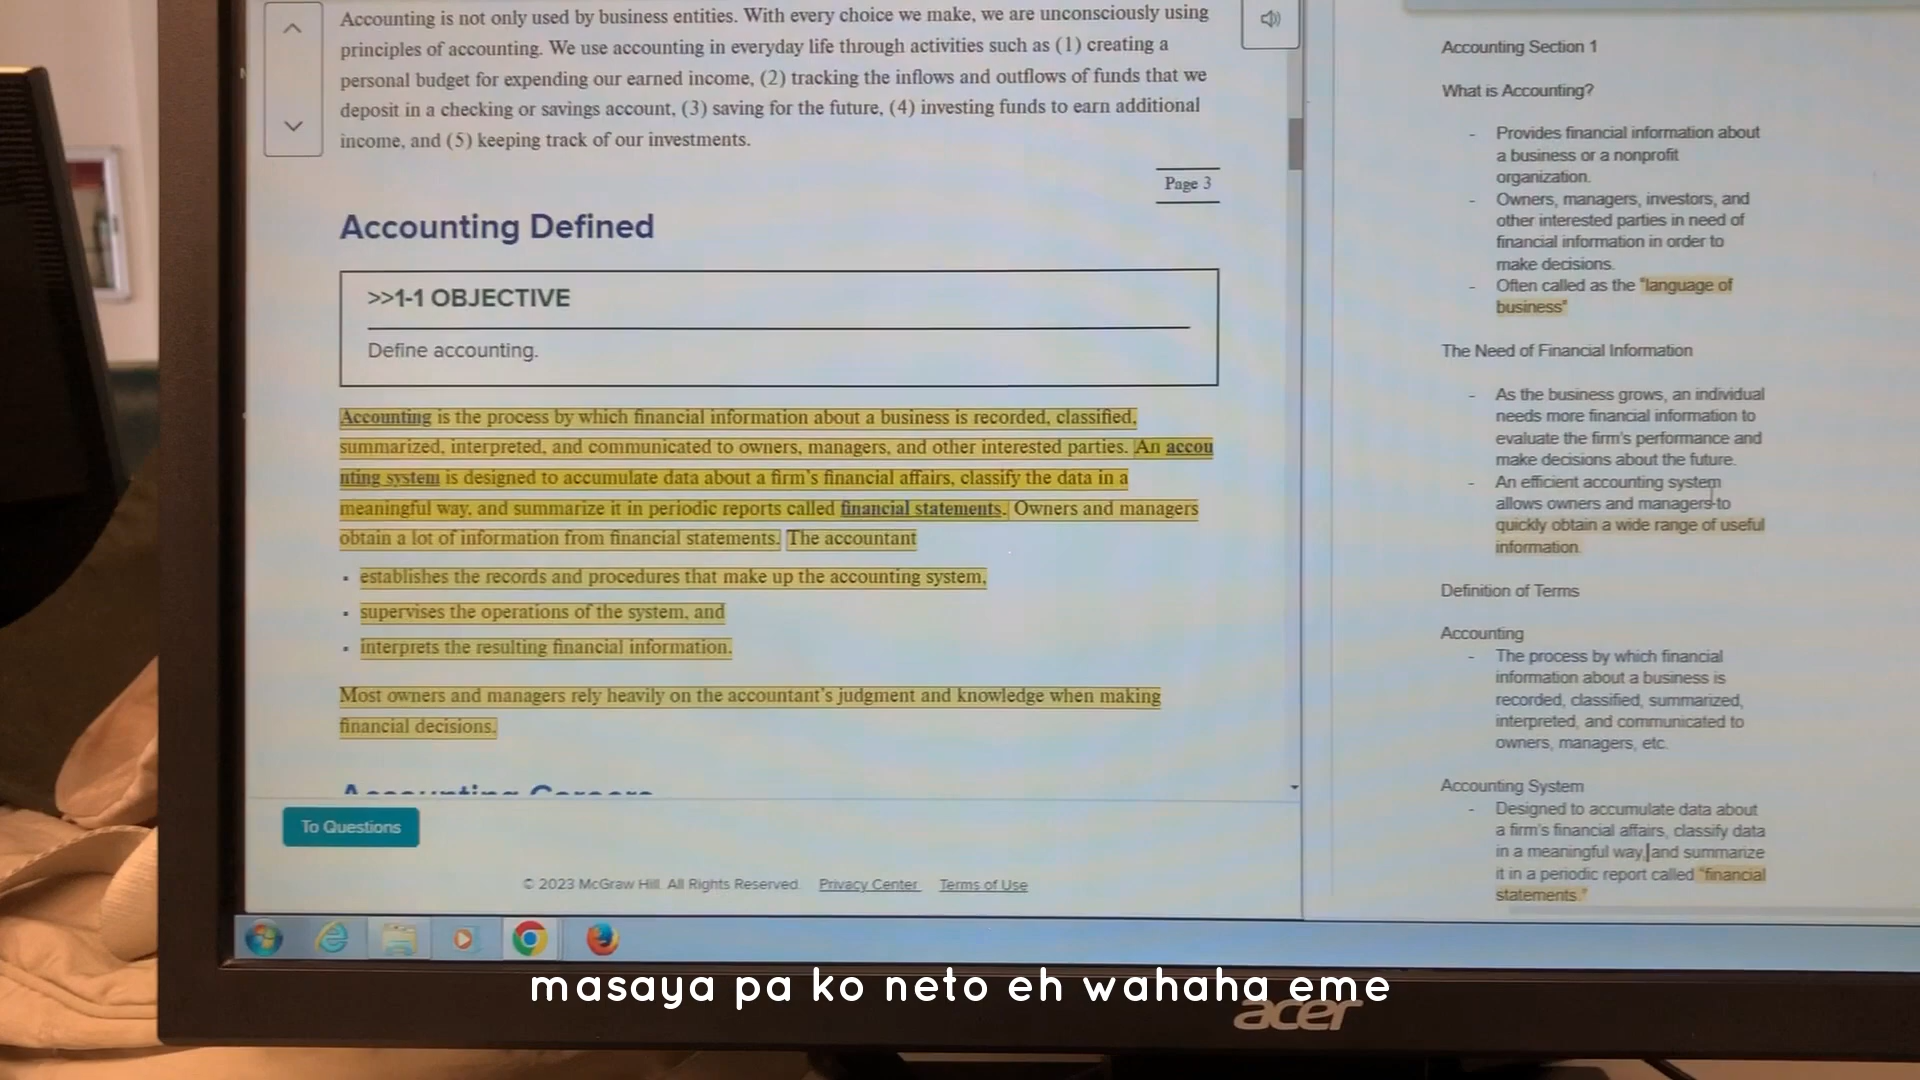 Accounting is not only used by business entities. With every choice we make, we are unconsciously using
principles of accounting. We use accounting in everyday life through activities such as (1) creating a
personal budget for expending our earned income, (2) tracking the inflows and outflows of funds that we
deposit in a checking or savings account, (3) saving for the future, (4) investing funds to earn additional
income, and (5) keeping track of our investments.
Page 3
Accounting Defined
>>1-1 OBJECTIVE
Define accounting.
Accounting is the process by which financial information about a business is recorded, classified,
summarized, interpreted, and communicated to owners, managers, and other interested parties. An accou
nting system is designed to accumulate data about a firm's financial affairs, classify the data in a
meaningful way, and summarize it in periodic reports called financial statements. Owners and managers
obtain a lot of information from financial statements. The accountant
▪ establishes the records and procedures that make up the accounting system,
▪ supervises the operations of the system, and
▪ interprets the resulting financial information.
Most owners and managers rely heavily on the accountant's judgment and knowledge when making
financial decisions.
Accounting Careers
To Questions
© 2023 McGraw Hill. All Rights Reserved. Privacy Center Terms of Use
Accounting Section 1
What is Accounting?
- Provides financial information about
a business or a nonprofit
organization.
- Owners, managers, investors, and
other interested parties in need of
financial information in order to
make decisions.
- Often called as the "language of
business"
The Need of Financial Information
- As the business grows, an individual
needs more financial information to
evaluate the firm's performance and
make decisions about the future.
- An efficient accounting system
allows owners and managers to
quickly obtain a wide range of useful
information.
Definition of Terms
Accounting
- The process by which financial
information about a business is
recorded, classified, summarized,
interpreted, and communicated to
owners, managers, etc.
Accounting System
- Designed to accumulate data about
a firm's financial affairs, classify data
in a meaningful way, and summarize
it in a periodic report called "financial
statements."
masaya pa ko neto eh wahaha eme
acer